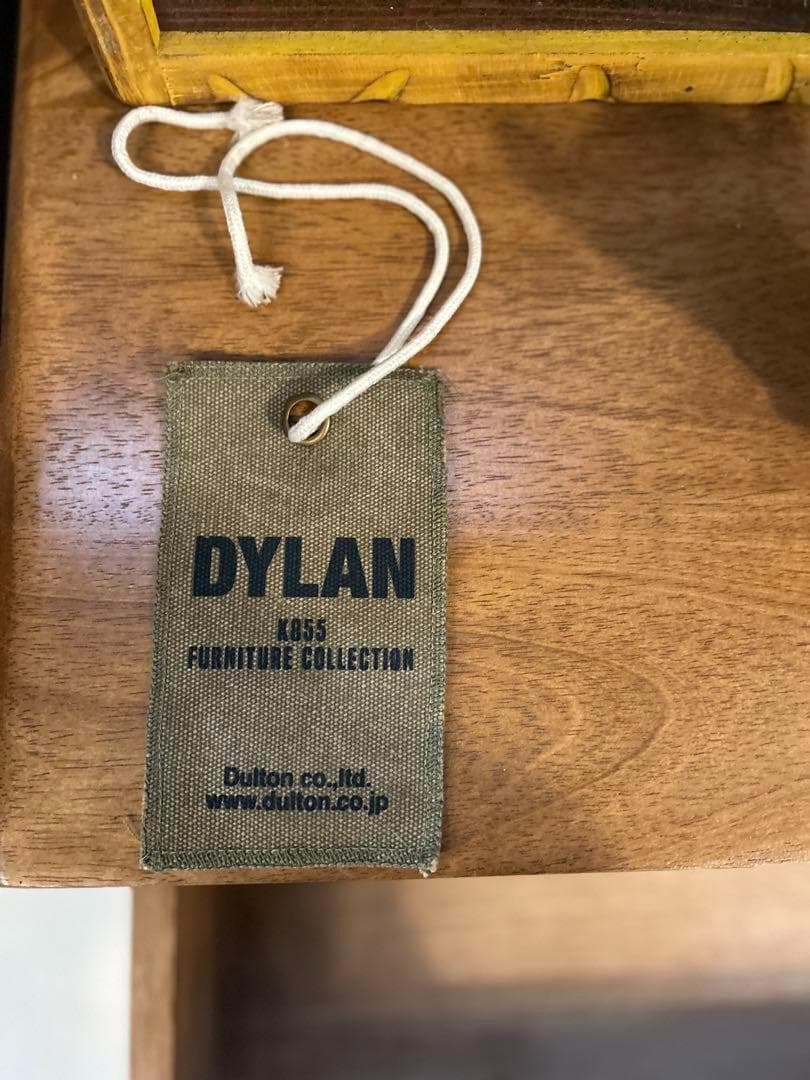 DYLAN
K855
FURNITURE COLLECTION
Dulton co.,ltd.
www.dulton.co.jp